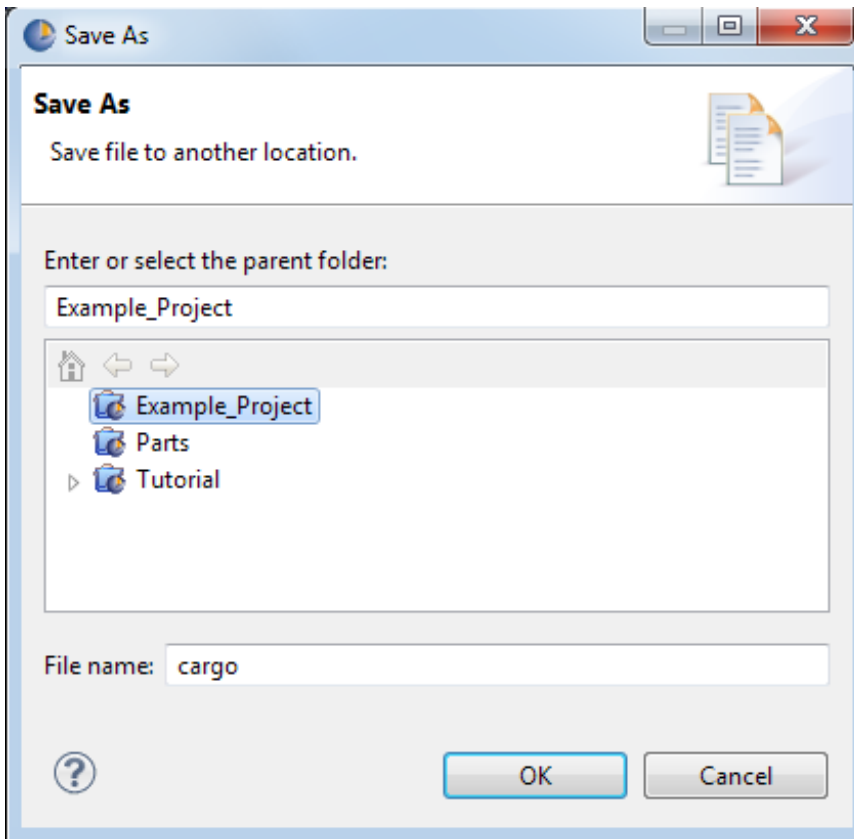 Save As
Save As
Save file to another location.
Enter or select the parent folder:
Example_Project
Example_Project
Parts
Tutorial
File name: cargo
? OK Cancel